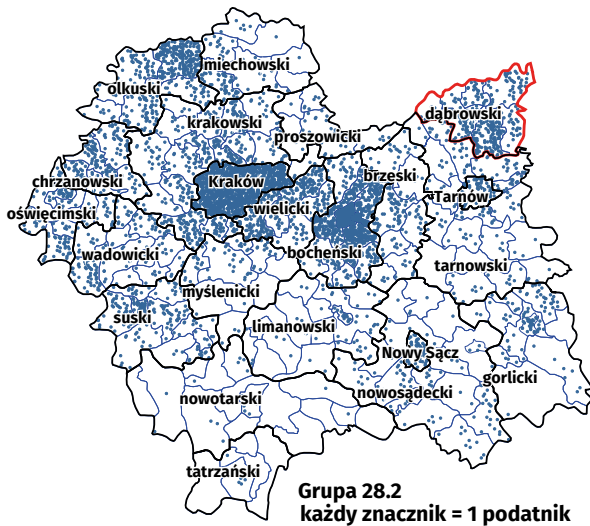 miechowski
olkuski
dąbrowski
krakowski
proszowicki
chrzanowski
Kraków
brzeski
Tarnów
oświęcimski
wielicki
wadowicki
bocheński
tarnowski
myślenicki
suski
limanowski
Nowy Sącz
gorlicki
nowotarski
nowosądecki
tatrzański
Grupa 28.2
każdy znacznik = 1 podatnik